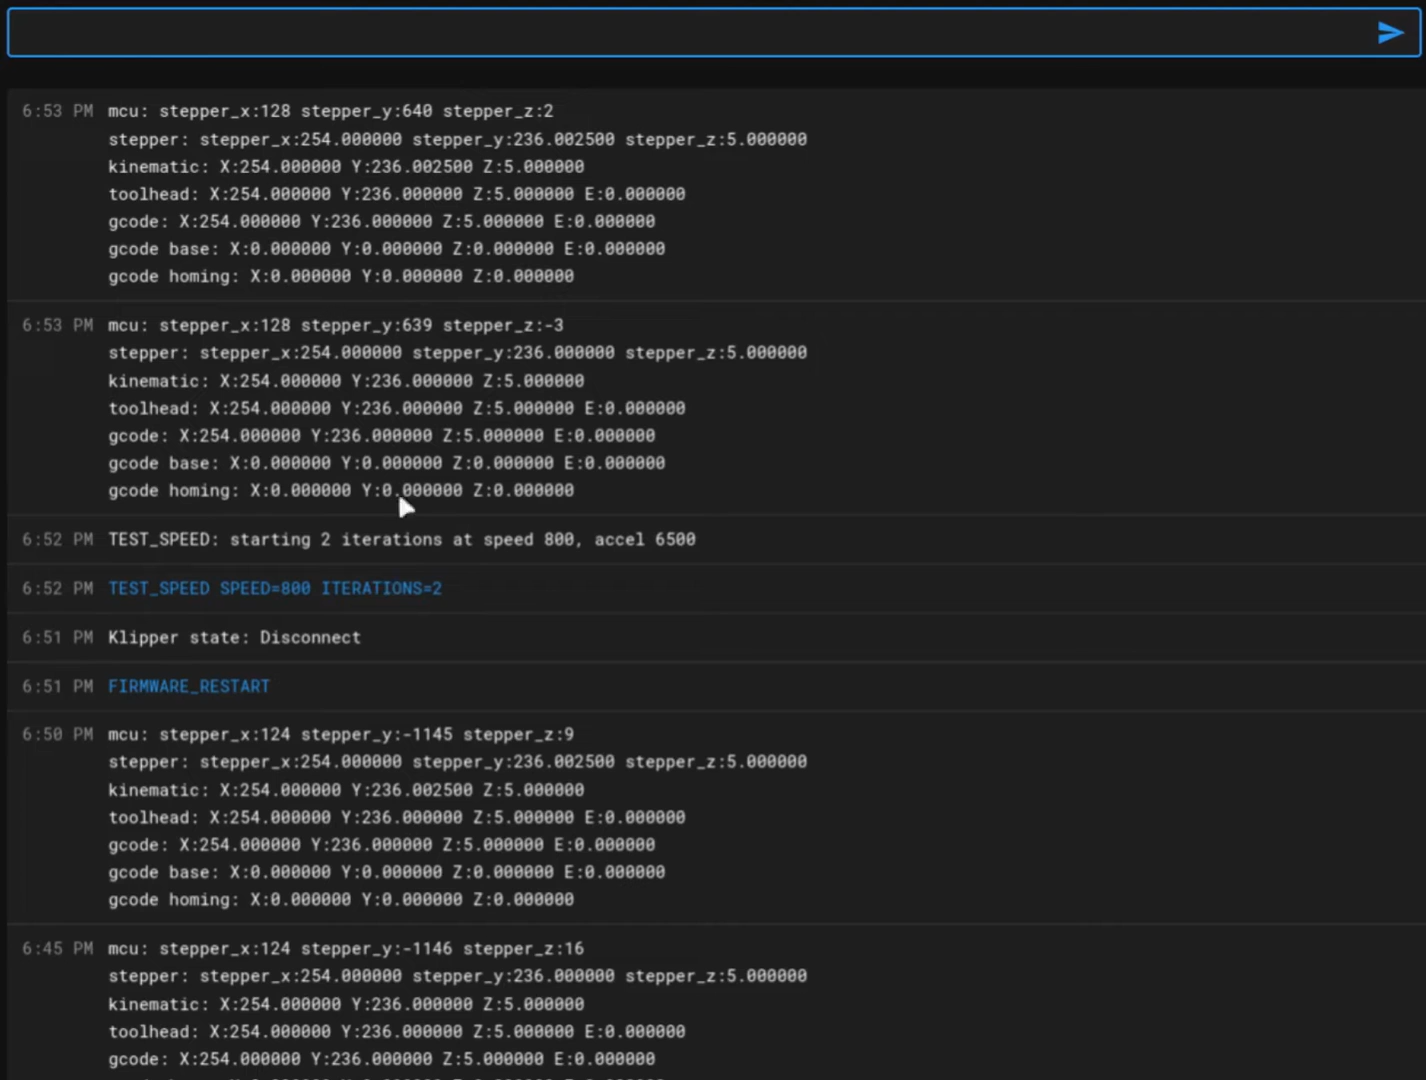 6:53 PM mcu: stepper_x:128 stepper_y:640 stepper_z:2
stepper: stepper_x:254.000000 stepper_y:236.002500 stepper_z:5.000000
kinematic: X:254.000000 Y:236.002500 Z:5.000000
toolhead: X:254.000000 Y:236.000000 Z:5.000000 E:0.000000
gcode: X:254.000000 Y:236.000000 Z:5.000000 E:0.000000
gcode base: X:0.000000 Y:0.000000 Z:0.000000 E:0.000000
gcode homing: X:0.000000 Y:0.000000 Z:0.000000
6:53 PM mcu: stepper_x:128 stepper_y:639 stepper_z:-3
stepper: stepper_x:254.000000 stepper_y:236.000000 stepper_z:5.000000
kinematic: X:254.000000 Y:236.000000 Z:5.000000
toolhead: X:254.000000 Y:236.000000 Z:5.000000 E:0.000000
gcode: X:254.000000 Y:236.000000 Z:5.000000 E:0.000000
gcode base: X:0.000000 Y:0.000000 Z:0.000000 E:0.000000
gcode homing: X:0.000000 Y:0.000000 Z:0.000000
6:52 PM TEST_SPEED: starting 2 iterations at speed 800, accel 6500
6:52 PM TEST_SPEED SPEED=800 ITERATIONS=2
6:51 PM Klipper state: Disconnect
6:51 PM FIRMWARE_RESTART
6:50 PM mcu: stepper_x:124 stepper_y:-1145 stepper_z:9
stepper: stepper_x:254.000000 stepper_y:236.002500 stepper_z:5.000000
kinematic: X:254.000000 Y:236.002500 Z:5.000000
toolhead: X:254.000000 Y:236.000000 Z:5.000000 E:0.000000
gcode: X:254.000000 Y:236.000000 Z:5.000000 E:0.000000
gcode base: X:0.000000 Y:0.000000 Z:0.000000 E:0.000000
gcode homing: X:0.000000 Y:0.000000 Z:0.000000
6:45 PM mcu: stepper_x:124 stepper_y:-1146 stepper_z:16
stepper: stepper_x:254.000000 stepper_y:236.000000 stepper_z:5.000000
kinematic: X:254.000000 Y:236.000000 Z:5.000000
toolhead: X:254.000000 Y:236.000000 Z:5.000000 E:0.000000
gcode: X:254.000000 Y:236.000000 Z:5.000000 E:0.000000